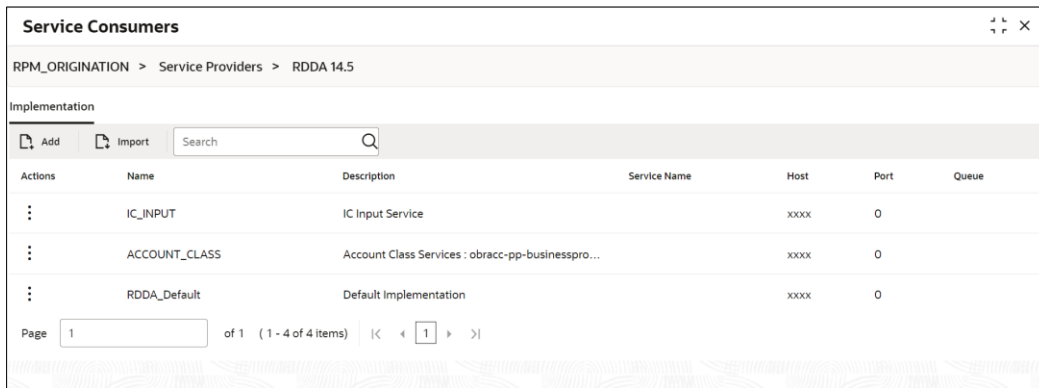 Service Consumers
RPM_ORIGINATION > Service Providers > RDDA 14.5
Implementation
Add Import Search
Actions Name Description Service Name Host Port Queue
IC_INPUT IC Input Service xxxx 0
ACCOUNT_CLASS Account Class Services : obracc-pp-businesspro... xxxx 0
RDDA_Default Default Implementation xxxx 0
Page 1 of 1 ( 1 - 4 of 4 items) 1